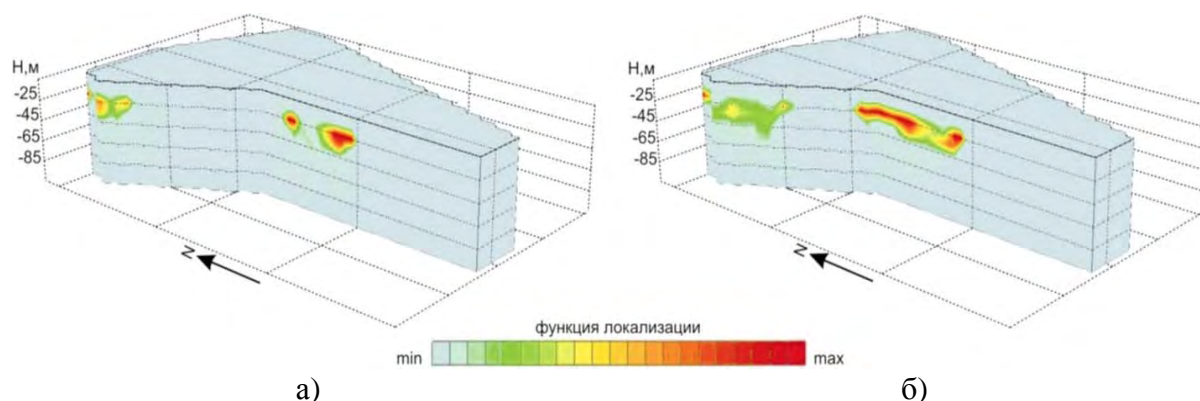 Н,м
-25
-45
-65
-85
N
Н,м
-25
-45
-65
-85
N
функция локализации
min
max
а)
б)